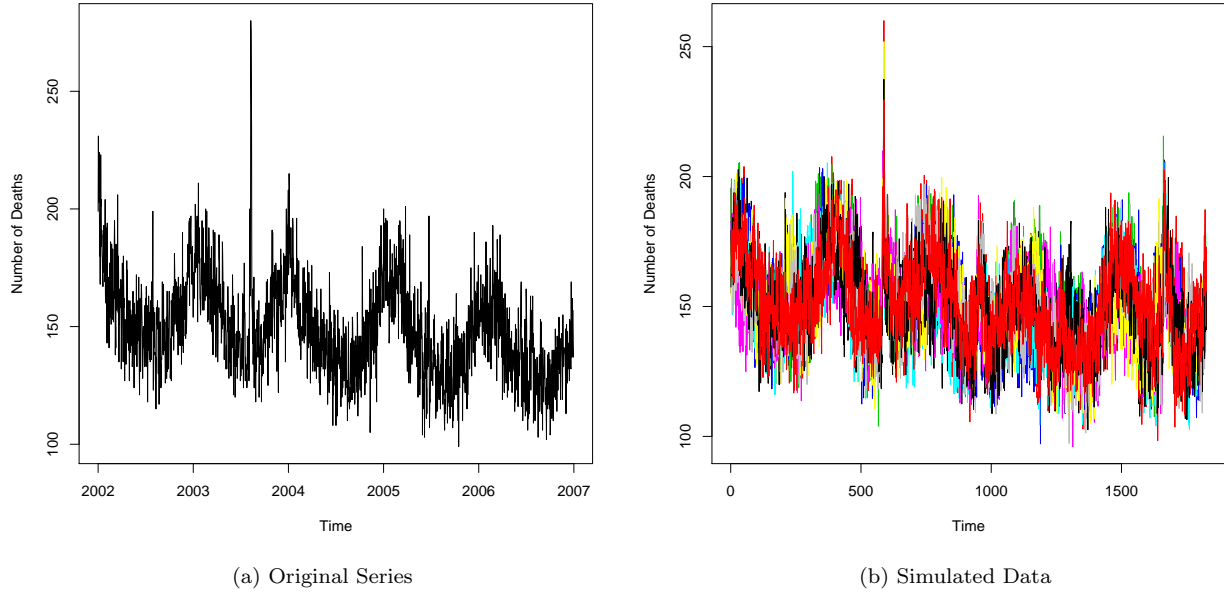 Number of Deaths
250
200
150
100
2002 2003 2004 2005 2006 2007
Time
(a) Original Series
Number of Deaths
250
200
150
100
0 500 1000 1500
Time
(b) Simulated Data